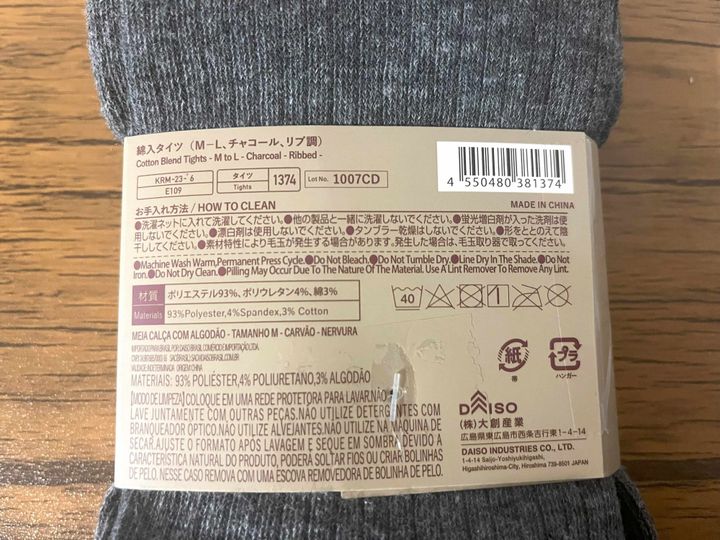 綿入タイツ（M−L、チャコール、リブ調）
Cotton Blend Tights - M to L - Charcoal - Ribbed -
KRM-23-'6
E109
タイツ
Tights
1374
Lot No.
1007CD
4 550480 381374
お手入れ方法 / HOW TO CLEAN
MADE IN CHINA
●洗濯ネットに入れて洗濯してください。●他の製品と一緒に洗濯しないでください。●蛍光増白剤が入った洗剤は使
用しないでください。●漂白剤は使用しないでください。●タンブラー乾燥はしないでください。●形をととのえて陰
干ししてください。●素材特性により毛玉が発生する場合があります。発生した場合は、毛玉取り器で取ってください。
●Machine Wash Warm,Permanent Press Cycle.●Do Not Bleach.●Do Not Tumble Dry.●Line Dry In The Shade.●Do Not
Iron.●Do Not Dry Clean.●Pilling May Occur Due To The Nature Of The Material. Use A Lint Remover To Remove Any Lint.
材質
ポリエステル93%、ポリウレタン4%、綿3%
Materials
93%Polyester,4%Spandex,3% Cotton
40
MEIA CALÇA COM ALGODÃO - TAMANHO M - CARVÃO - NERVURA
IMPORTADO PARA BRASIL POR:DAISO BRASIL COMÉRCIO E IMPORTAÇÃO LTDA.
VALIDADE: INDETERMINADA ORIGEM: CHINA
MATERIAIS: 93% POLIÉSTER,4% POLIURETANO,3% ALGODÃO
[MODO DE LIMPEZA] COLOQUE EM UMA REDE PROTETORA PARA LAVAR.NÃO
LAVE JUNTAMENTE COM OUTRAS PEÇAS.NÃO UTILIZE DETERGENTES COM
BRANQUEADOR ÓPTICO.NÃO UTILIZE ALVEJANTES.NÃO UTILIZE NA MÁQUINA DE
SECAR.AJUSTE O FORMATO APÓS LAVAGEM E SEQUE EM SOMBRA.DEVIDO A
CARACTERÍSTICA NATURAL DO PRODUTO, PODERÁ SOLTAR FIOS OU CRIAR BOLINHAS
DE PELO. NESSE CASO REMOVA COM UMA ESCOVA REMOVEDORA DE BOLINHA DE PELO.
紙
帯
プラ
ハンガー
DAISO
(株)大創産業
広島県東広島市西条吉行東1-4-14
DAISO INDUSTRIES CO., LTD.
1-4-14 Saijo-Yoshiyukihigashi,
Higashihiroshima-City, Hiroshima 739-8501 JAPAN